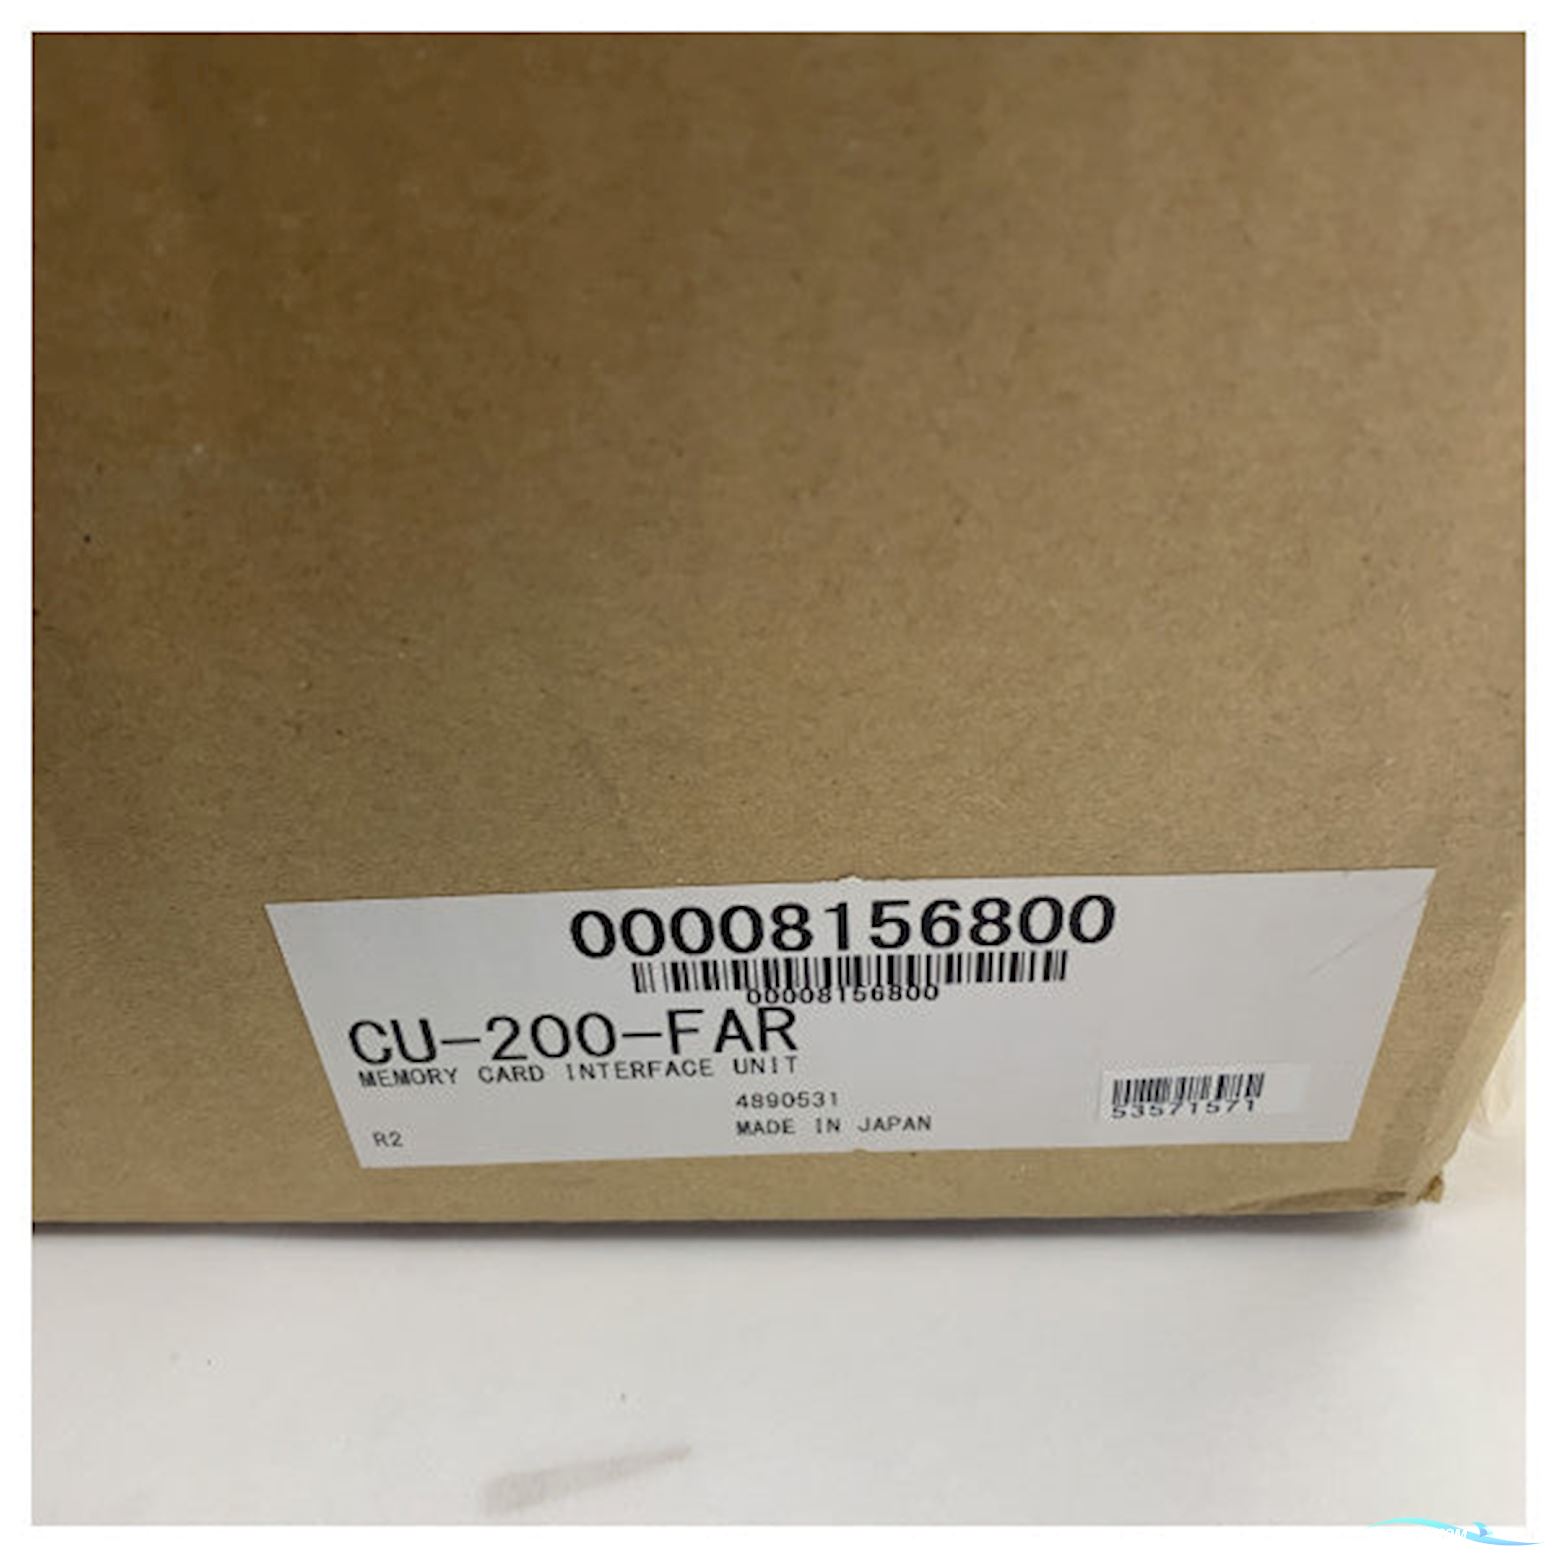 00008156800
00008156800
CU-200-FAR
MEMORY CARD INTERFACE UNIT
4890531
53571571
R2
MADE IN JAPAN